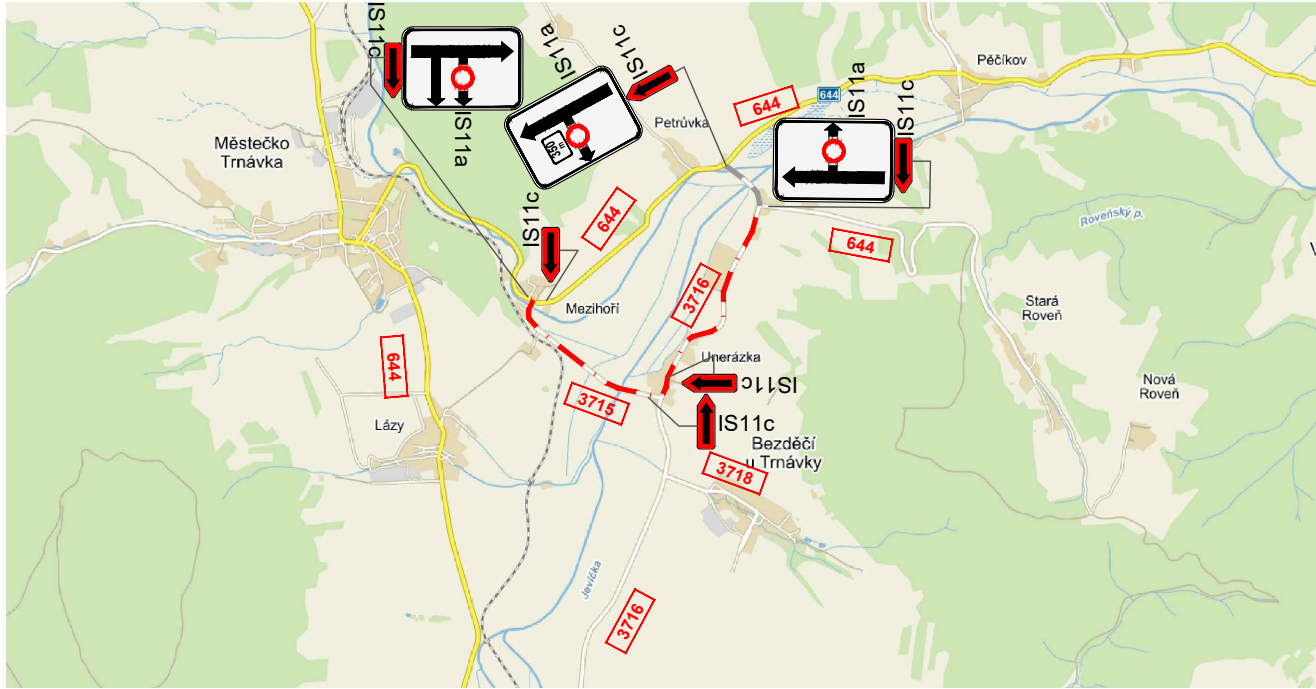 IS11c
IS11a
IS11a
350
m
IS11c
IS11a
IS11c
Pěčíkov
644
644
Petrůvka
Městečko
Trnávka
IS11c
644
Roveňský p.
644
V
3716
Stará
Roveň
Mezihoří
644
Unerázka
IS11c
Nová
Roveň
3715
IS11c
Lázy
Bezděčí
u Trnávky
3718
Jevíčka
3716